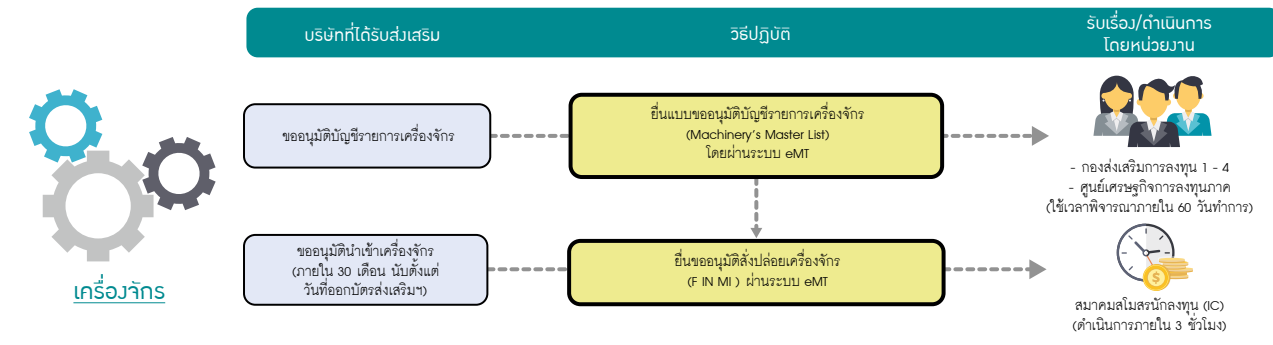 บริษัทที่ได้รับส่งเสริม
วิธีปฏิบัติ
รับเรื่อง/ดำเนินการ
โดยหน่วยงาน
ขออนุมัติบัญชีรายการเครื่องจักร
ยื่นแบบขออนุมัติบัญชีรายการเครื่องจักร
(Machinery's Master List)
โดยผ่านระบบ eMT
- กองส่งเสริมการลงทุน 1 - 4
- ศูนย์เศรษฐกิจการลงทุนภาค
(ใช้เวลาพิจารณาภายใน 60 วันทำการ)
เครื่องจักร
ขออนุมัตินำเข้าเครื่องจักร
(ภายใน 30 เดือน นับตั้งแต่
วันที่ออกบัตรส่งเสริมฯ)
ยื่นขออนุมัติสั่งปล่อยเครื่องจักร
(F IN MI ) ผ่านระบบ eMT
สมาคมสโมสรนักลงทุน (IC)
(ดำเนินการภายใน 3 ชั่วโมง)